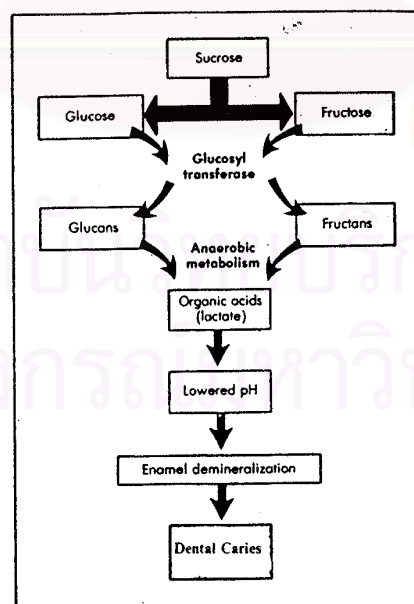 Sucrose
Glucose
Fructose
Glucosyl
transferase
Glucans
Fructans
Anaerobic
metabolism
Organic acids
(lactate)
Lowered pH
Enamel demineralization
Dental Caries